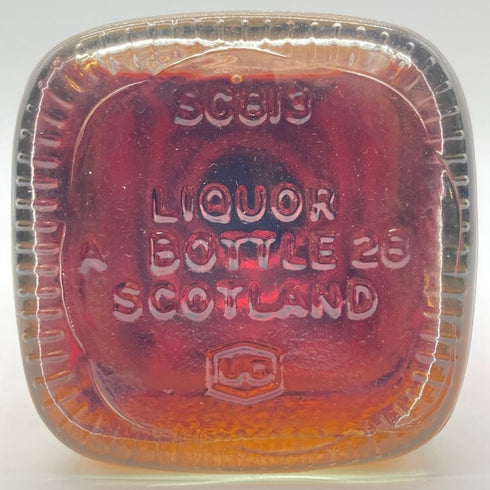 SC813
LIQUOR
A BOTTLE 26
SCOTLAND
UG